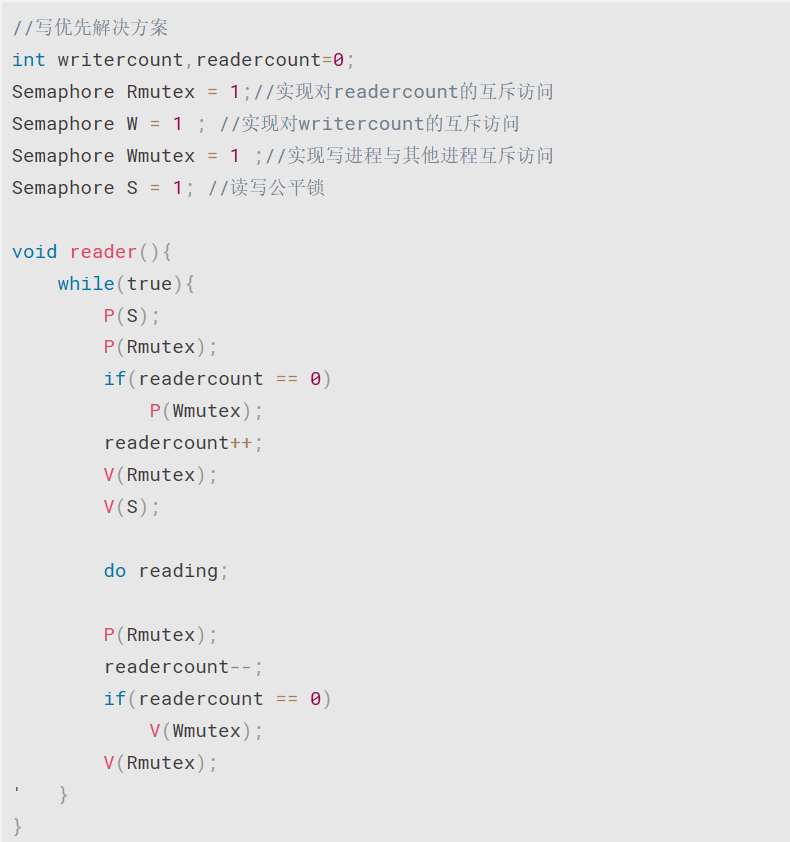 //写优先解决方案
int writercount,readercount=0;
Semaphore Rmutex = 1;//实现对readercount的互斥访问
Semaphore W = 1 ; //实现对writercount的互斥访问
Semaphore Wmutex = 1 ;//实现写进程与其他进程互斥访问
Semaphore S = 1; //读写公平锁

void reader(){
    while(true){
        P(S);
        P(Rmutex);
        if(readercount == 0)
            P(Wmutex);
        readercount++;
        V(Rmutex);
        V(S);

        do reading;

        P(Rmutex);
        readercount--;
        if(readercount == 0)
            V(Wmutex);
        V(Rmutex);
'   }
}